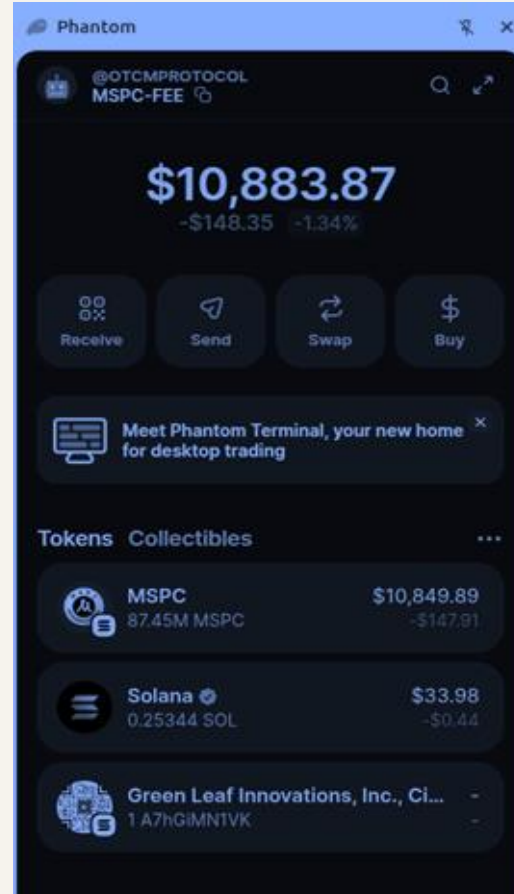 Phantom
@OTCMPROTOCOL
MSPC-FEE
$10,883.87
-$148.35 -1.34%
Receive Send Swap Buy
Meet Phantom Terminal, your new home
for desktop trading
Tokens Collectibles
MSPC $10,849.89
87.45M MSPC -$147.91
Solana $33.98
0.25344 SOL -$0.44
Green Leaf Innovations, Inc., Ci... -
1 A7hGiMN1VK -